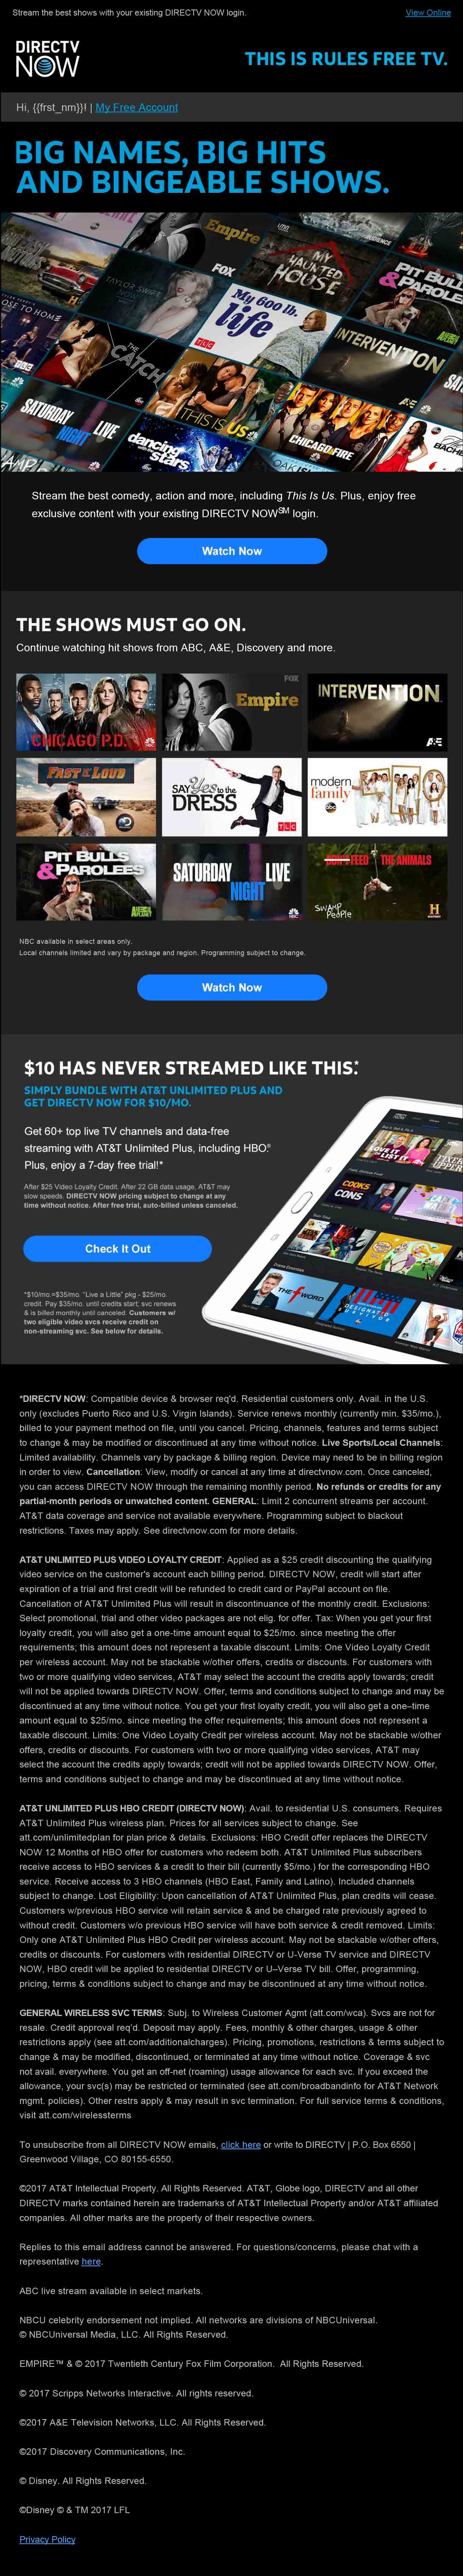 Stream the best shows with your existing DIRECTV NOW login.
View Online
DIRECTV
NOW
THIS IS RULES FREE TV.
Hi, {{frst_nm}}! | My Free Account
BIG NAMES, BIG HITS
AND BINGEABLE SHOWS.
Empire
FOX
MY
HAUNTED
HOUSE
PIT BULLS
& PAROLEES
TAYLOR SWIFT
My 600 lb.
life
TLC
INTERVENTION
THE
CATCH
THIS IS US
CHICAGO FIRE
SATURDAY
NIGHT LIVE
dancing
with the
stars
AMC
Stream the best comedy, action and more, including This Is Us. Plus, enjoy free
exclusive content with your existing DIRECTV NOW℠ login.
Watch Now
THE SHOWS MUST GO ON.
Continue watching hit shows from ABC, A&E, Discovery and more.
CHICAGO P.D.
FOX
Empire
INTERVENTION
A&E
FAST N' LOUD
SAY Yes to the
DRESS
TLC
modern
family
abc
PIT BULLS
& PAROLEES
SATURDAY LIVE
NIGHT
DON'T FEED THE ANIMALS
SWAMP
PEOPLE
H
NBC available in select areas only.
Local channels limited and vary by package and region. Programming subject to change.
Watch Now
$10 HAS NEVER STREAMED LIKE THIS.*
SIMPLY BUNDLE WITH AT&T UNLIMITED PLUS AND
GET DIRECTV NOW FOR $10/MO.
Get 60+ top live TV channels and data-free
streaming with AT&T Unlimited Plus, including HBO.®
Plus, enjoy a 7-day free trial!*
After $25 Video Loyalty Credit. After 22 GB data usage, AT&T may
slow speeds. DIRECTV NOW pricing subject to change at any
time without notice. After free trial, auto-billed unless canceled.
Check It Out
COOKS
CONS
THE F WORD
DESIGNATED
SURVIVOR
*$10/mo.=$35/mo. "Live a Little" pkg - $25/mo.
credit. Pay $35/mo. until credits start; svc renews
& is billed monthly until canceled. Customers w/
two eligible video svcs receive credit on
non-streaming svc. See below for details.
*DIRECTV NOW: Compatible device & browser req'd. Residential customers only. Avail. in the U.S.
only (excludes Puerto Rico and U.S. Virgin Islands). Service renews monthly (currently min. $35/mo.),
billed to your payment method on file, until you cancel. Pricing, channels, features and terms subject
to change & may be modified or discontinued at any time without notice. Live Sports/Local Channels:
Limited availability. Channels vary by package & billing region. Device may need to be in billing region
in order to view. Cancellation: View, modify or cancel at any time at directvnow.com. Once canceled,
you can access DIRECTV NOW through the remaining monthly period. No refunds or credits for any
partial-month periods or unwatched content. GENERAL: Limit 2 concurrent streams per account.
AT&T data coverage and service not available everywhere. Programming subject to blackout
restrictions. Taxes may apply. See directvnow.com for more details.
AT&T UNLIMITED PLUS VIDEO LOYALTY CREDIT: Applied as a $25 credit discounting the qualifying
video service on the customer's account each billing period. DIRECTV NOW, credit will start after
expiration of a trial and first credit will be refunded to credit card or PayPal account on file.
Cancellation of AT&T Unlimited Plus will result in discontinuance of the monthly credit. Exclusions:
Select promotional, trial and other video packages are not elig. for offer. Tax: When you get your first
loyalty credit, you will also get a one-time amount equal to $25/mo. since meeting the offer
requirements; this amount does not represent a taxable discount. Limits: One Video Loyalty Credit
per wireless account. May not be stackable w/other offers, credits or discounts. For customers with
two or more qualifying video services, AT&T may select the account the credits apply towards; credit
will not be applied towards DIRECTV NOW. Offer, terms and conditions subject to change and may be
discontinued at any time without notice. You get your first loyalty credit, you will also get a one–time
amount equal to $25/mo. since meeting the offer requirements; this amount does not represent a
taxable discount. Limits: One Video Loyalty Credit per wireless account. May not be stackable w/other
offers, credits or discounts. For customers with two or more qualifying video services, AT&T may
select the account the credits apply towards; credit will not be applied towards DIRECTV NOW. Offer,
terms and conditions subject to change and may be discontinued at any time without notice.
AT&T UNLIMITED PLUS HBO CREDIT (DIRECTV NOW): Avail. to residential U.S. consumers. Requires
AT&T Unlimited Plus wireless plan. Prices for all services subject to change. See
att.com/unlimitedplan for plan price & details. Exclusions: HBO Credit offer replaces the DIRECTV
NOW 12 Months of HBO offer for customers who redeem both. AT&T Unlimited Plus subscribers
receive access to HBO services & a credit to their bill (currently $5/mo.) for the corresponding HBO
service. Receive access to 3 HBO channels (HBO East, Family and Latino). Included channels
subject to change. Lost Eligibility: Upon cancellation of AT&T Unlimited Plus, plan credits will cease.
Customers w/previous HBO service will retain service & and be charged rate previously agreed to
without credit. Customers w/o previous HBO service will have both service & credit removed. Limits:
Only one AT&T Unlimited Plus HBO Credit per wireless account. May not be stackable w/other offers,
credits or discounts. For customers with residential DIRECTV or U-Verse TV service and DIRECTV
NOW, HBO credit will be applied to residential DIRECTV or U–Verse TV bill. Offer, programming,
pricing, terms & conditions subject to change and may be discontinued at any time without notice.
GENERAL WIRELESS SVC TERMS: Subj. to Wireless Customer Agmt (att.com/wca). Svcs are not for
resale. Credit approval req'd. Deposit may apply. Fees, monthly & other charges, usage & other
restrictions apply (see att.com/additionalcharges). Pricing, promotions, restrictions & terms subject to
change & may be modified, discontinued, or terminated at any time without notice. Coverage & svc
not avail. everywhere. You get an off-net (roaming) usage allowance for each svc. If you exceed the
allowance, your svc(s) may be restricted or terminated (see att.com/broadbandinfo for AT&T Network
mgmt. policies). Other restrs apply & may result in svc termination. For full service terms & conditions,
visit att.com/wirelessterms
To unsubscribe from all DIRECTV NOW emails, click here or write to DIRECTV | P.O. Box 6550 |
Greenwood Village, CO 80155-6550.
©2017 AT&T Intellectual Property. All Rights Reserved. AT&T, Globe logo, DIRECTV and all other
DIRECTV marks contained herein are trademarks of AT&T Intellectual Property and/or AT&T affiliated
companies. All other marks are the property of their respective owners.
Replies to this email address cannot be answered. For questions/concerns, please chat with a
representative here.
ABC live stream available in select markets.
NBCU celebrity endorsement not implied. All networks are divisions of NBCUniversal.
© NBCUniversal Media, LLC. All Rights Reserved.
EMPIRE™ & © 2017 Twentieth Century Fox Film Corporation. All Rights Reserved.
© 2017 Scripps Networks Interactive. All rights reserved.
©2017 A&E Television Networks, LLC. All Rights Reserved.
©2017 Discovery Communications, Inc.
© Disney. All Rights Reserved.
©Disney © & TM 2017 LFL
Privacy Policy